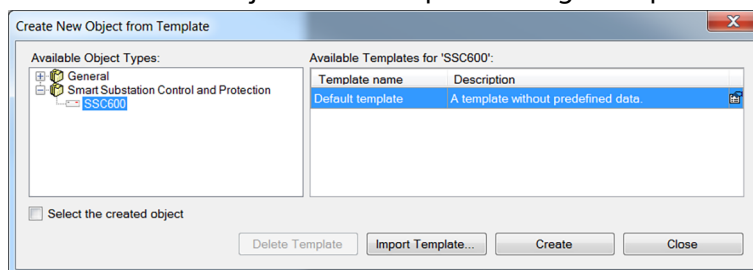 Create New Object from Template
Available Object Types:
General
Smart Substation Control and Protection
SSC600
Available Templates for 'SSC600':
Template name Description
Default template A template without predefined data.
Select the created object
Delete Template Import Template... Create Close